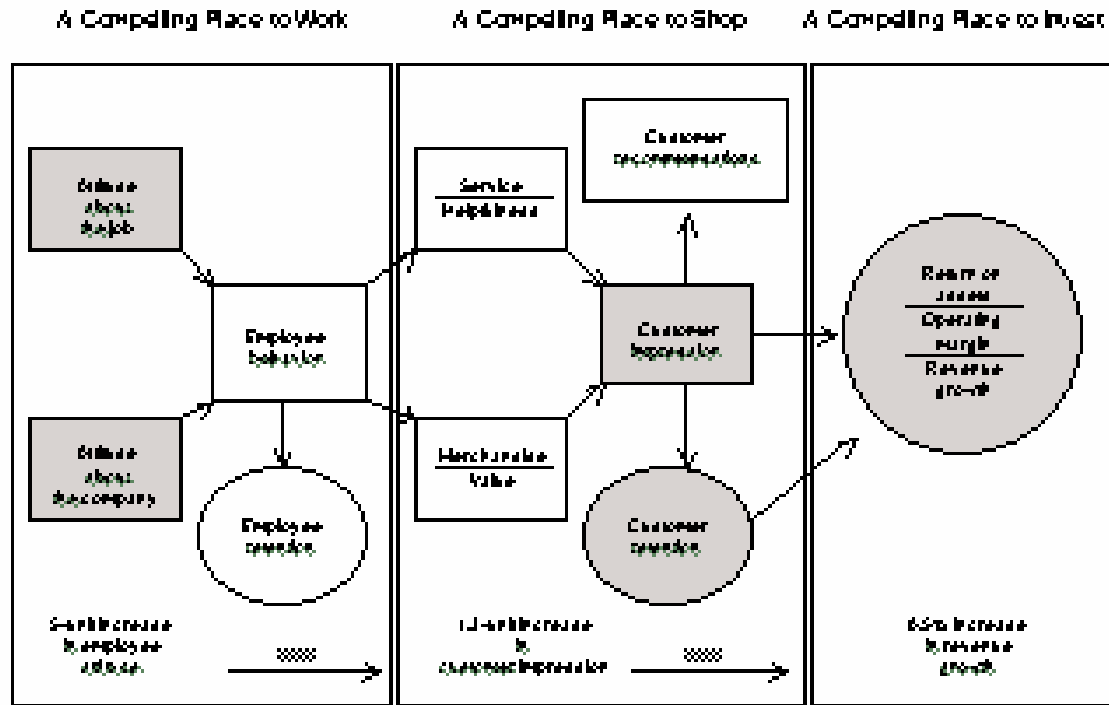 A Compelling Place to Work
A Compelling Place to Shop
A Compelling Place to Invest
Attitude
about
the job
Attitude
about
the company
Employee
behavior
Employee
retention
Service
Helpfulness
Merchandise
Value
Customer
recommendations
Customer
impression
Customer
retention
Return on
assets
Operating
margin
Revenue
growth
5-unit increase
in employee
attitude
in
customer impression
increase
in revenue
growth